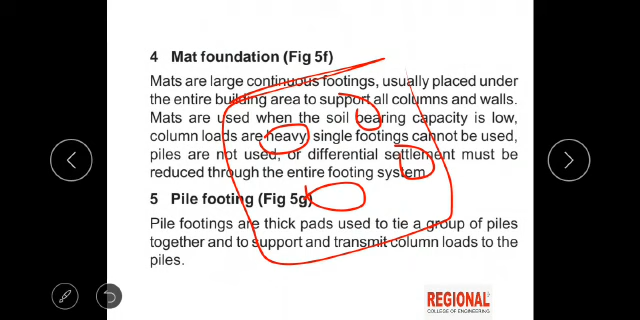 4 Mat foundation (Fig 5f)
Mats are large continuous footings, usually placed under
the entire building area to support all columns and walls.
Mats are used when the soil bearing capacity is low,
column loads are heavy single footings cannot be used,
piles are not used, or differential settlement must be
reduced through the entire footing system
5 Pile footing (Fig 5g)
Pile footings are thick pads used to tie a group of piles
together and to support and transmit column loads to the
piles.
REGIONAL
COLLEGE OF ENGINEERING